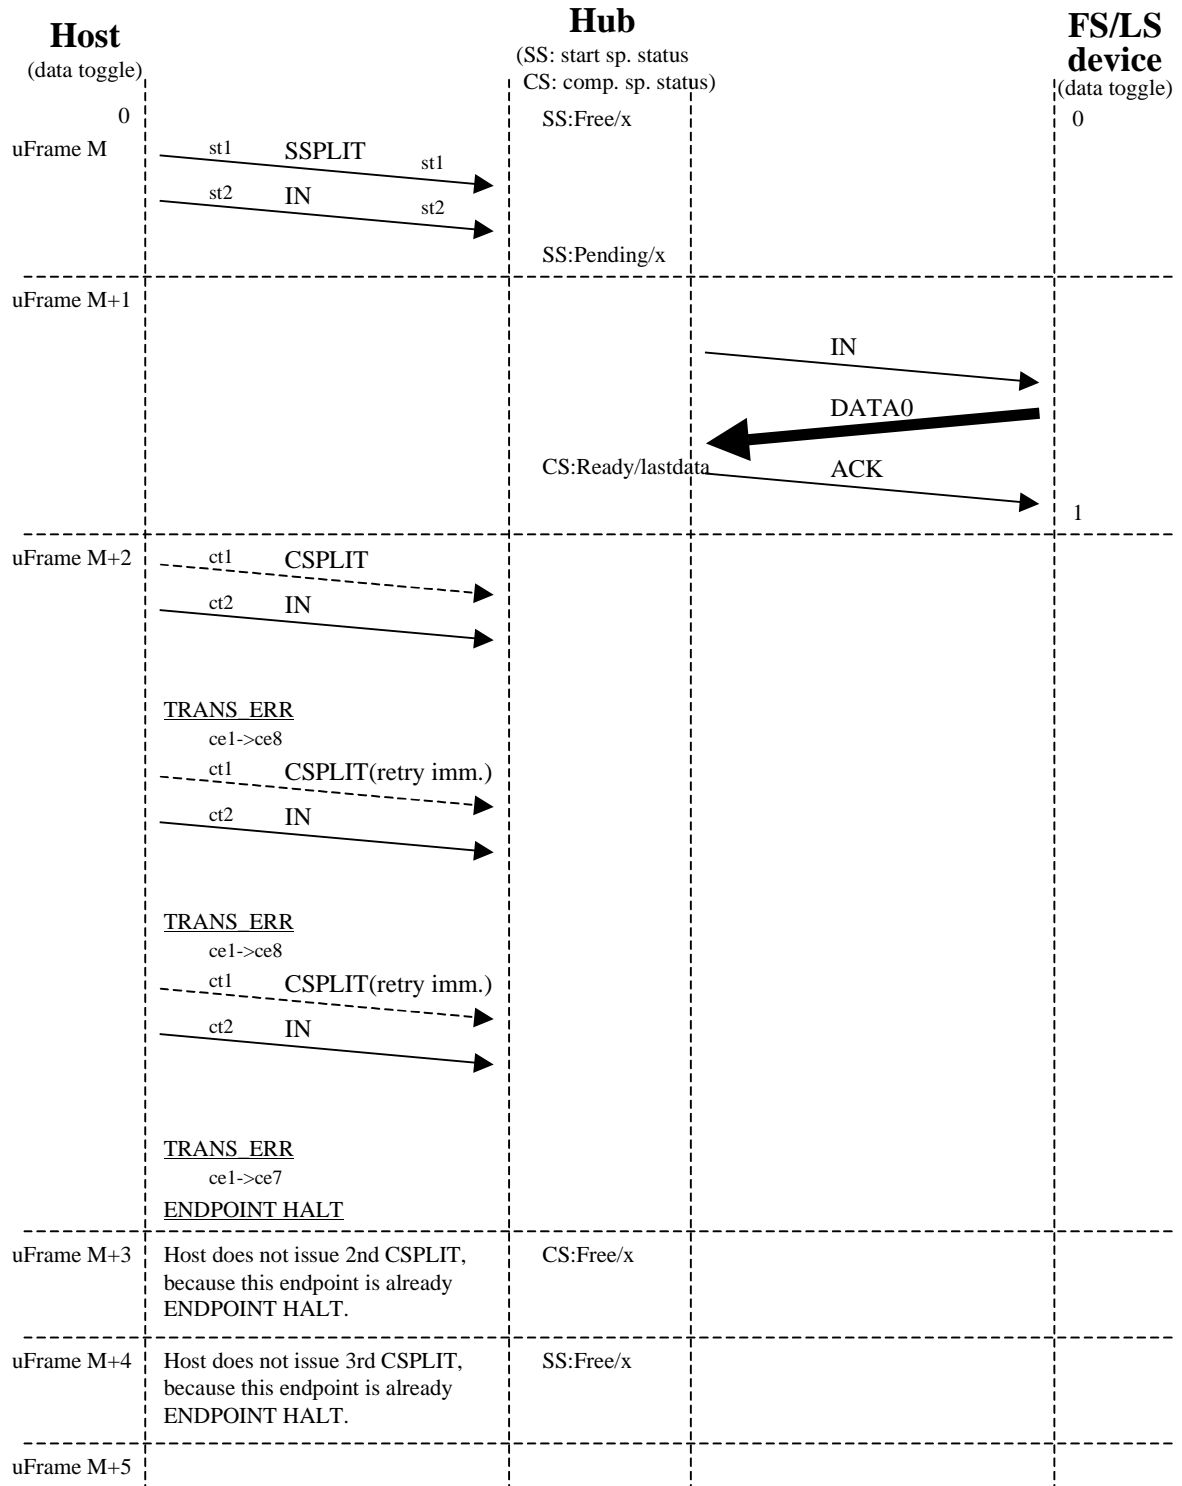 Host
(data toggle)
Hub
(SS: start sp. status
CS: comp. sp. status)
FS/LS
device
(data toggle)
0
SS:Free/x
0
uFrame M
st1 SSPLIT st1
st2 IN st2
SS:Pending/x
uFrame M+1
IN
DATA0
CS:Ready/lastdata
ACK
1
uFrame M+2
ct1 CSPLIT
ct2 IN
TRANS_ERR
ce1->ce8
ct1 CSPLIT(retry imm.)
ct2 IN
TRANS_ERR
ce1->ce8
ct1 CSPLIT(retry imm.)
ct2 IN
TRANS_ERR
ce1->ce7
ENDPOINT HALT
uFrame M+3
Host does not issue 2nd CSPLIT,
because this endpoint is already
ENDPOINT HALT.
CS:Free/x
uFrame M+4
Host does not issue 3rd CSPLIT,
because this endpoint is already
ENDPOINT HALT.
SS:Free/x
uFrame M+5